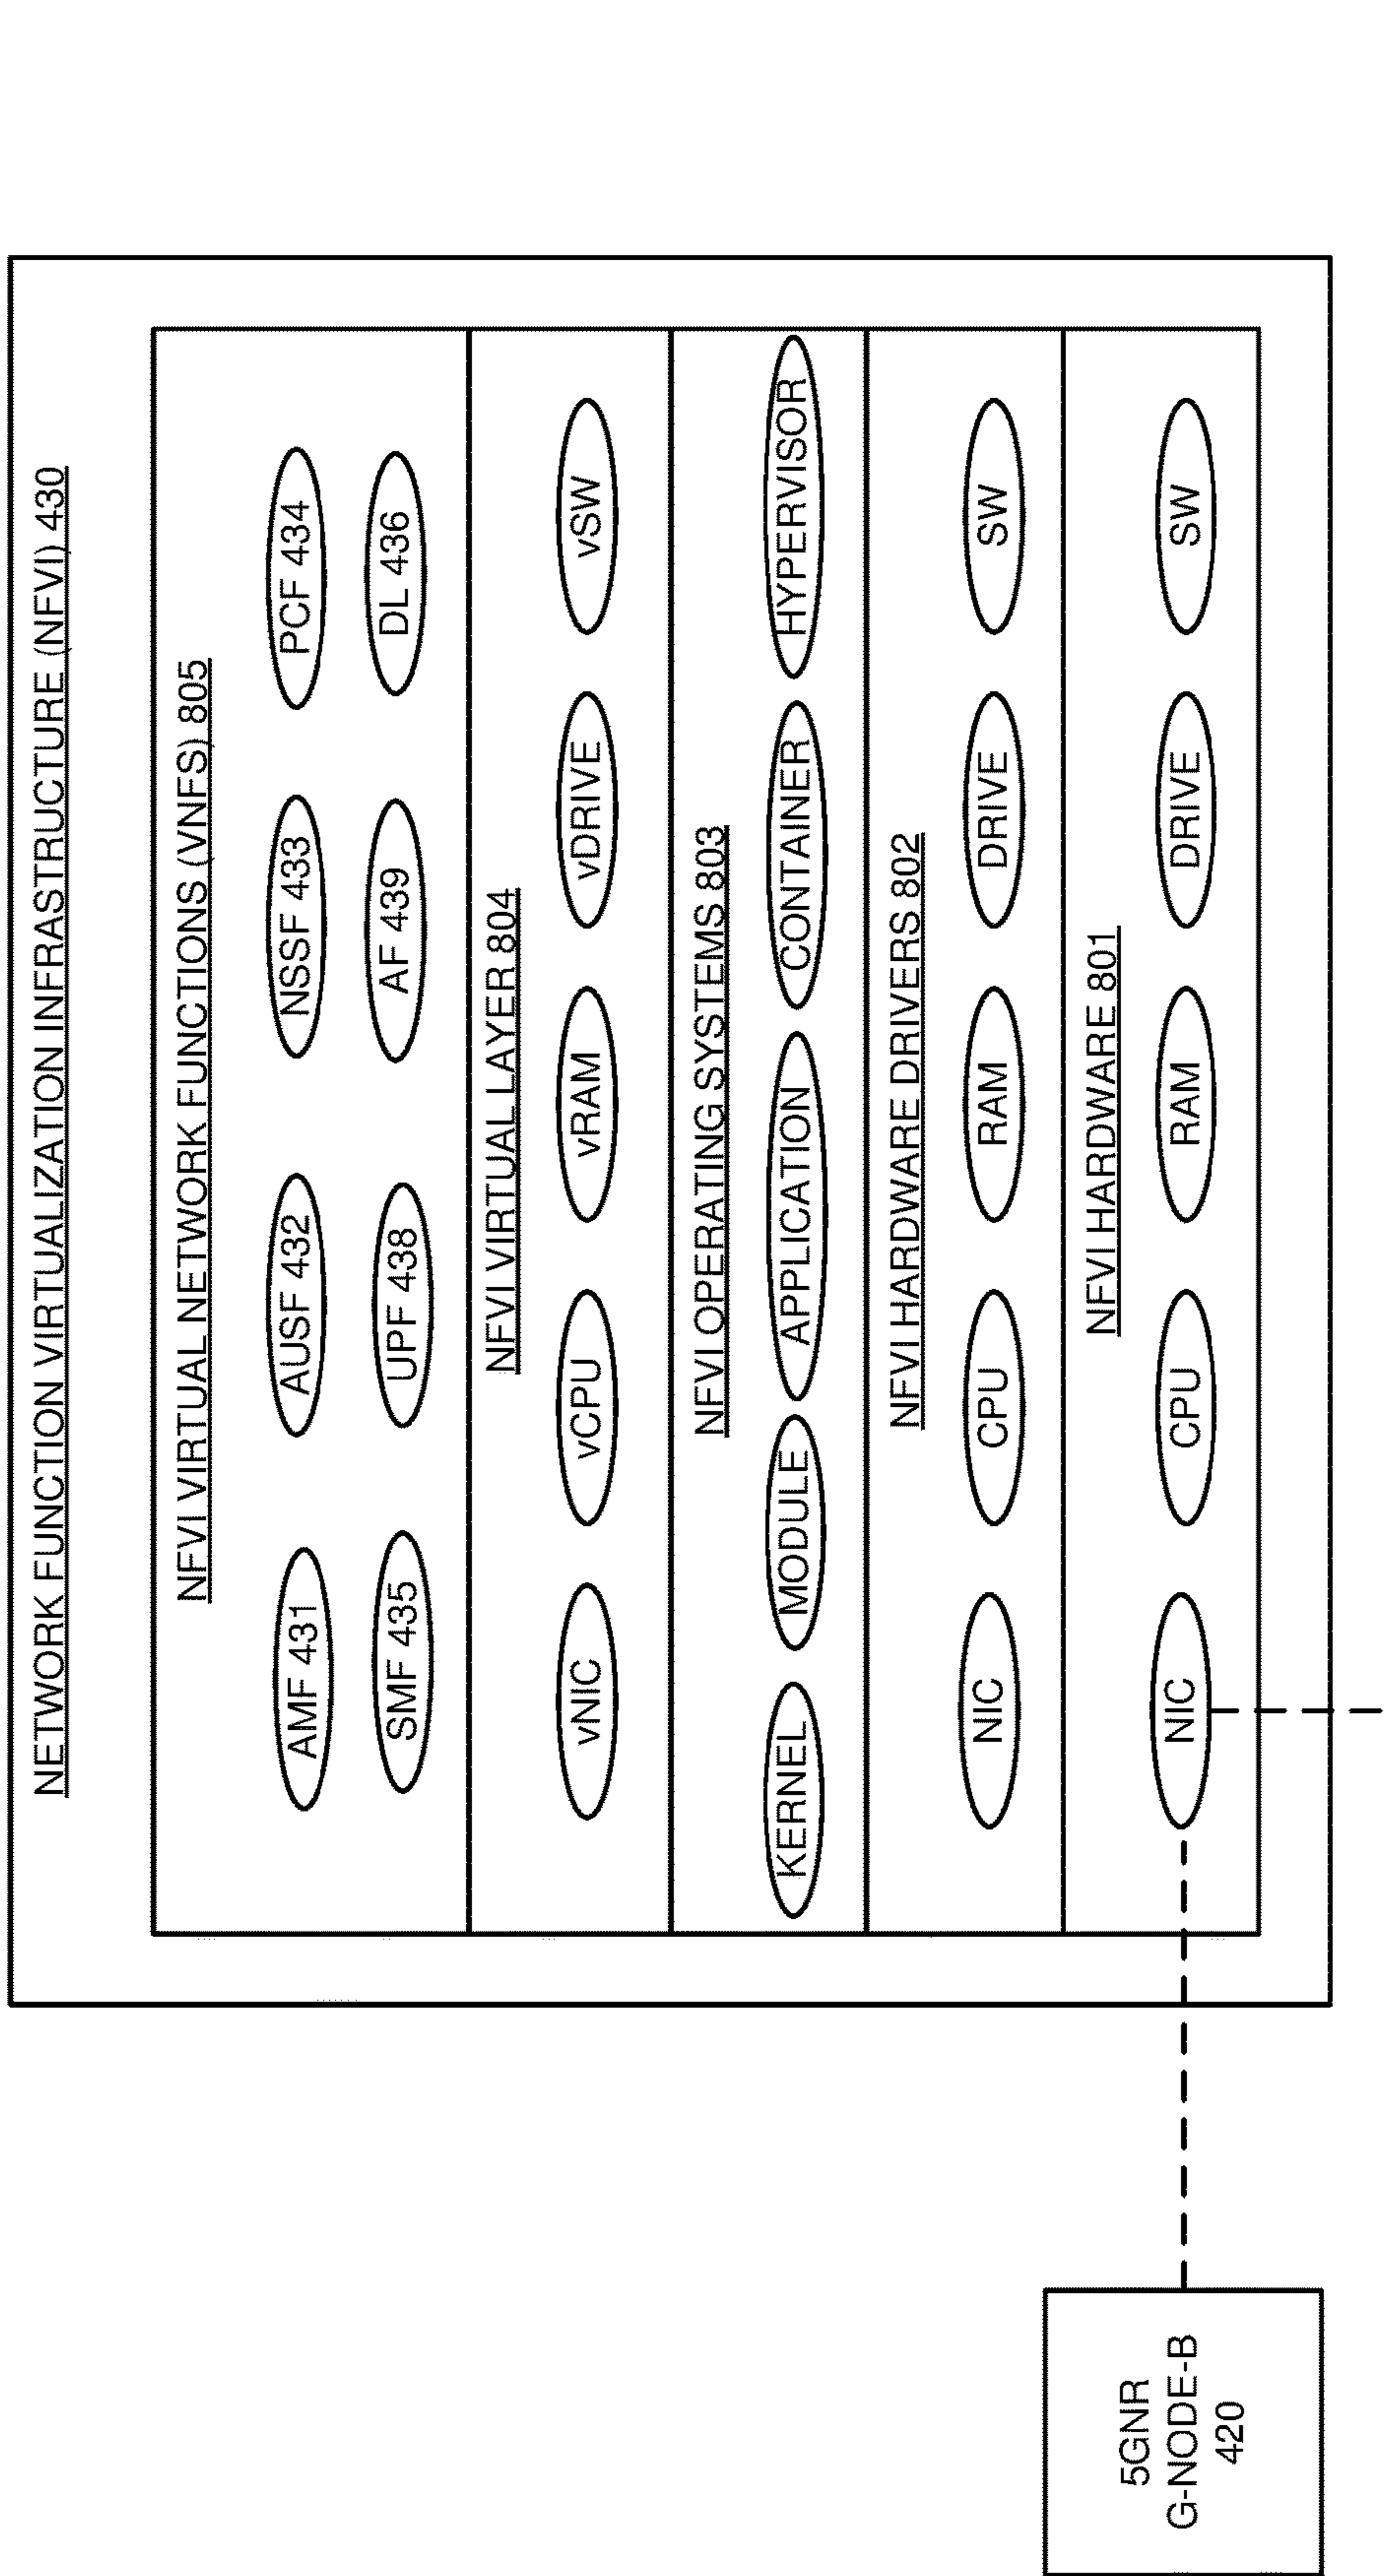 NETWORK FUNCTION VIRTUALIZATION INFRASTRUCTURE (NFVI) 430
NFVI VIRTUAL NETWORK FUNCTIONS (VNFS) 805
AMF 431 AUSF 432 NSSF 433 PCF 434
SMF 435 UPF 438 AF 439 DL 436
NFVI VIRTUAL LAYER 804
vNIC vCPU vRAM vDRIVE vSW
NFVI OPERATING SYSTEMS 803
KERNEL MODULE APPLICATION CONTAINER HYPERVISOR
NFVI HARDWARE DRIVERS 802
NIC CPU RAM DRIVE SW
NFVI HARDWARE 801
NIC CPU RAM DRIVE SW
5GNR
G-NODE-B
420